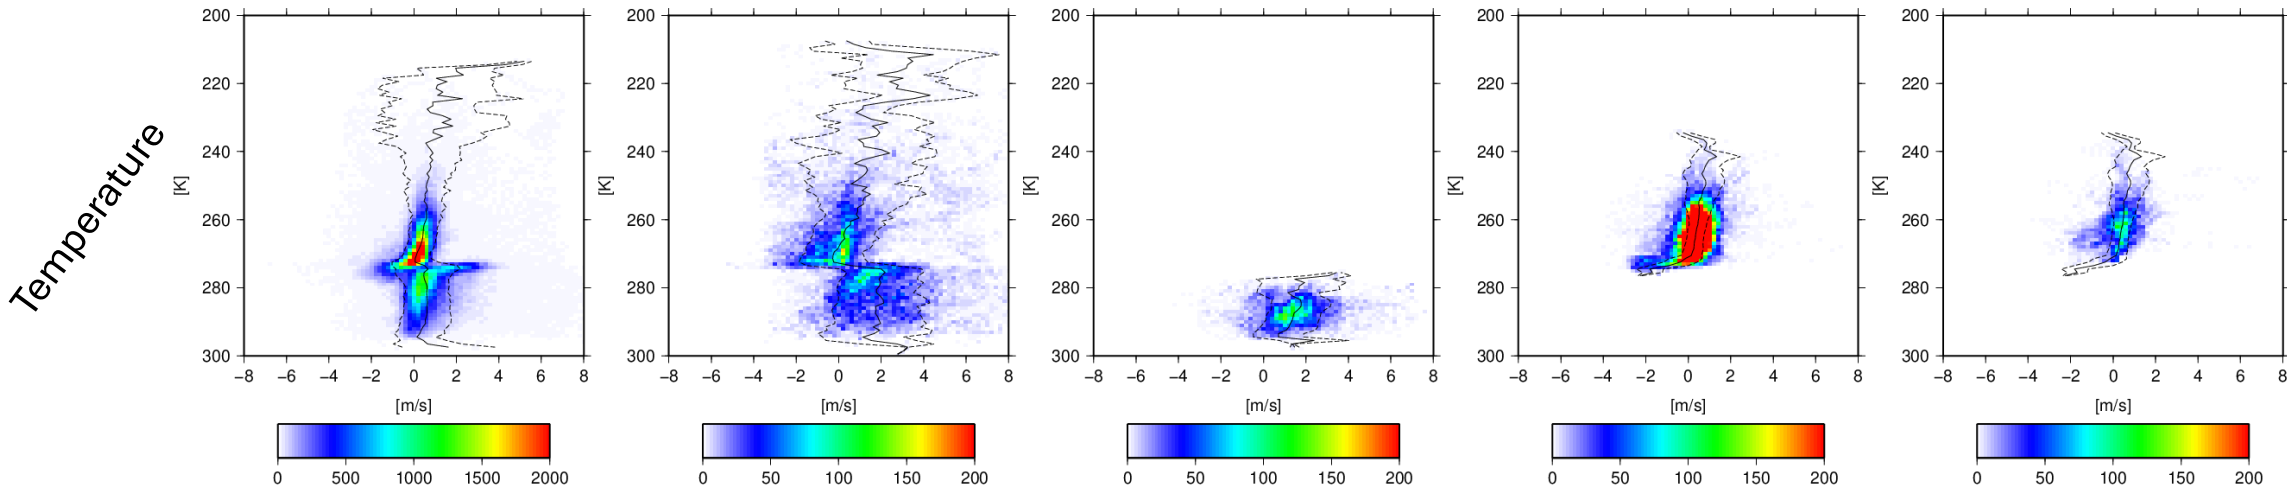 Temperature
200 200 200 200 200
220 220 220 220 220
240 240 240 240 240
[K] [K] [K] [K] [K]
260 260 260 260 260
280 280 280 280 280
300 300 300 300 300
−8 −6 −4 −2 0 2 4 6 8 −8 −6 −4 −2 0 2 4 6 8 −8 −6 −4 −2 0 2 4 6 8 −8 −6 −4 −2 0 2 4 6 8 −8 −6 −4 −2 0 2 4 6 8
[m/s] [m/s] [m/s] [m/s] [m/s]
0 500 1000 1500 2000 0 50 100 150 200 0 50 100 150 200 0 50 100 150 200 0 50 100 150 200